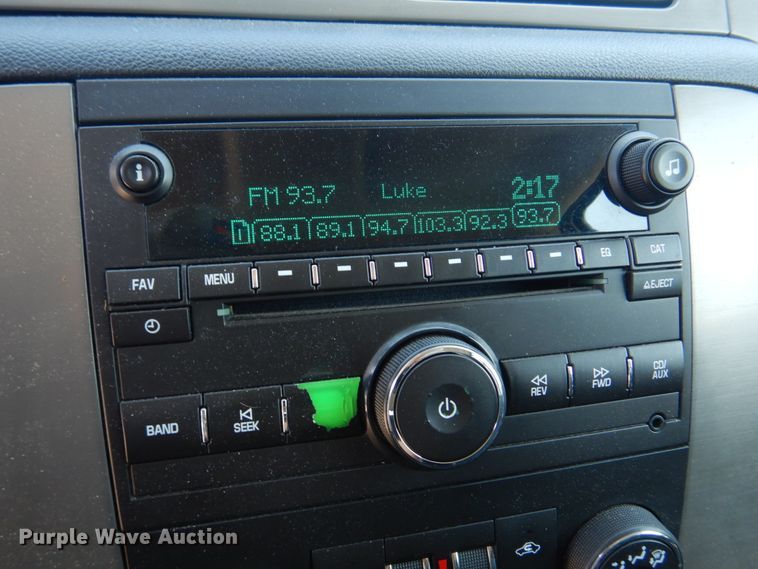 i
FM 93.7 Luke 2:17
1 88.1 89.1 94.7 103.3 92.3 93.7
FAV MENU EQ CAT
EJECT
BAND SEEK REV FWD CD/
AUX
Purple Wave Auction